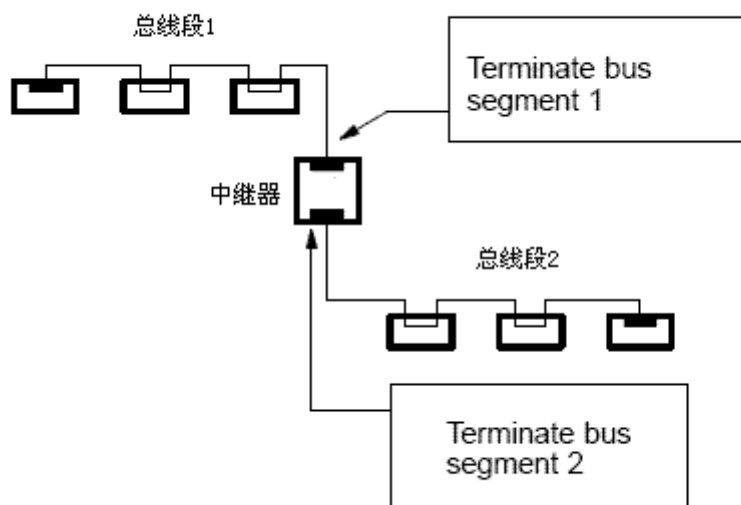 总线段1
Terminate bus
segment 1
中继器
总线段2
Terminate bus
segment 2